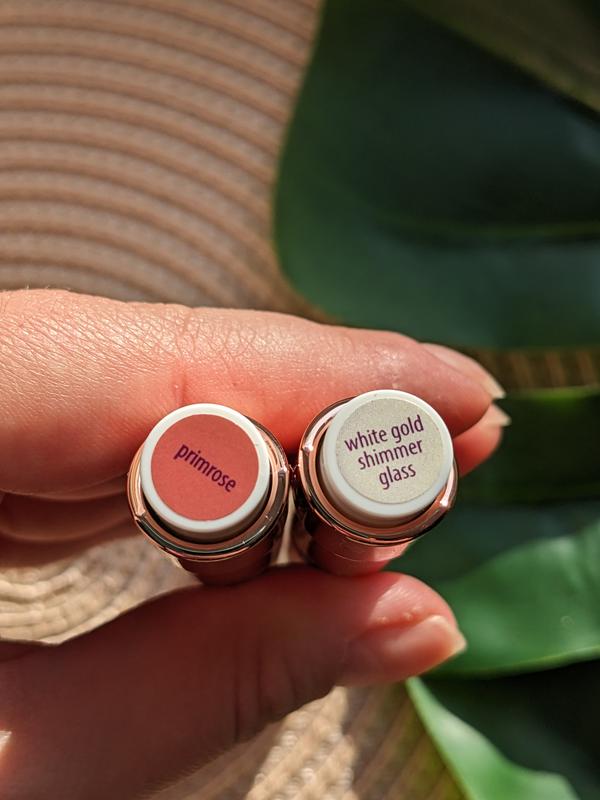 primrose
white gold
shimmer
glass